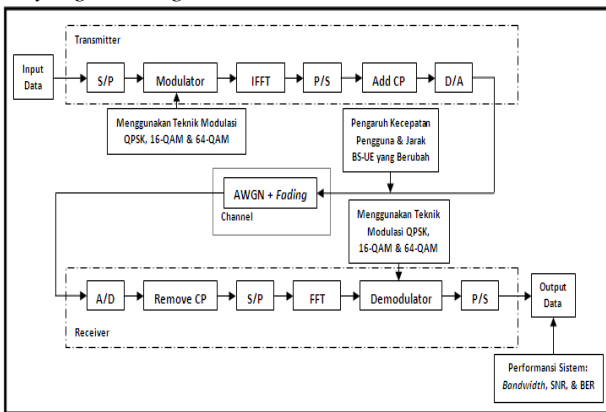 Transmitter
Input
Data
S/P
Modulator
IFFT
P/S
Add CP
D/A
Menggunakan Teknik Modulasi
QPSK, 16-QAM & 64-QAM
Pengaruh Kecepatan
Pengguna & Jarak
BS-UE yang Berubah
AWGN + Fading
Channel
Menggunakan Teknik
Modulasi QPSK,
16-QAM & 64-QAM
A/D
Remove CP
S/P
FFT
Demodulator
P/S
Output
Data
Receiver
Performansi Sistem:
Bandwidth, SNR, & BER